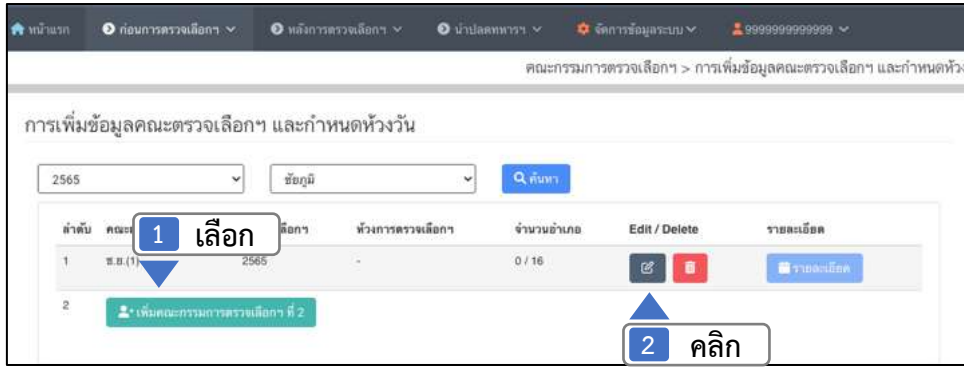 หน้าแรก ก่อนการตรวจเลือกฯ หลังการตรวจเลือกฯ นำปลดทหารฯ จัดการข้อมูลระบบ 9999999999999
คณะกรรมการตรวจเลือกฯ > การเพิ่มข้อมูลคณะตรวจเลือกฯ และกำหนดห้ว
การเพิ่มข้อมูลคณะตรวจเลือกฯ และกำหนดห้วงวัน
2565 ชัยภูมิ ค้นหา
ลำดับ ห้วงการตรวจเลือกฯ จำนวนอำเภอ Edit / Delete รายละเอียด
1 เลือก
1 ช.ย.(1) 2565 - 0 / 16 รายละเอียด
2 เพิ่มคณะกรรมการตรวจเลือกฯ ที่ 2
2 คลิก